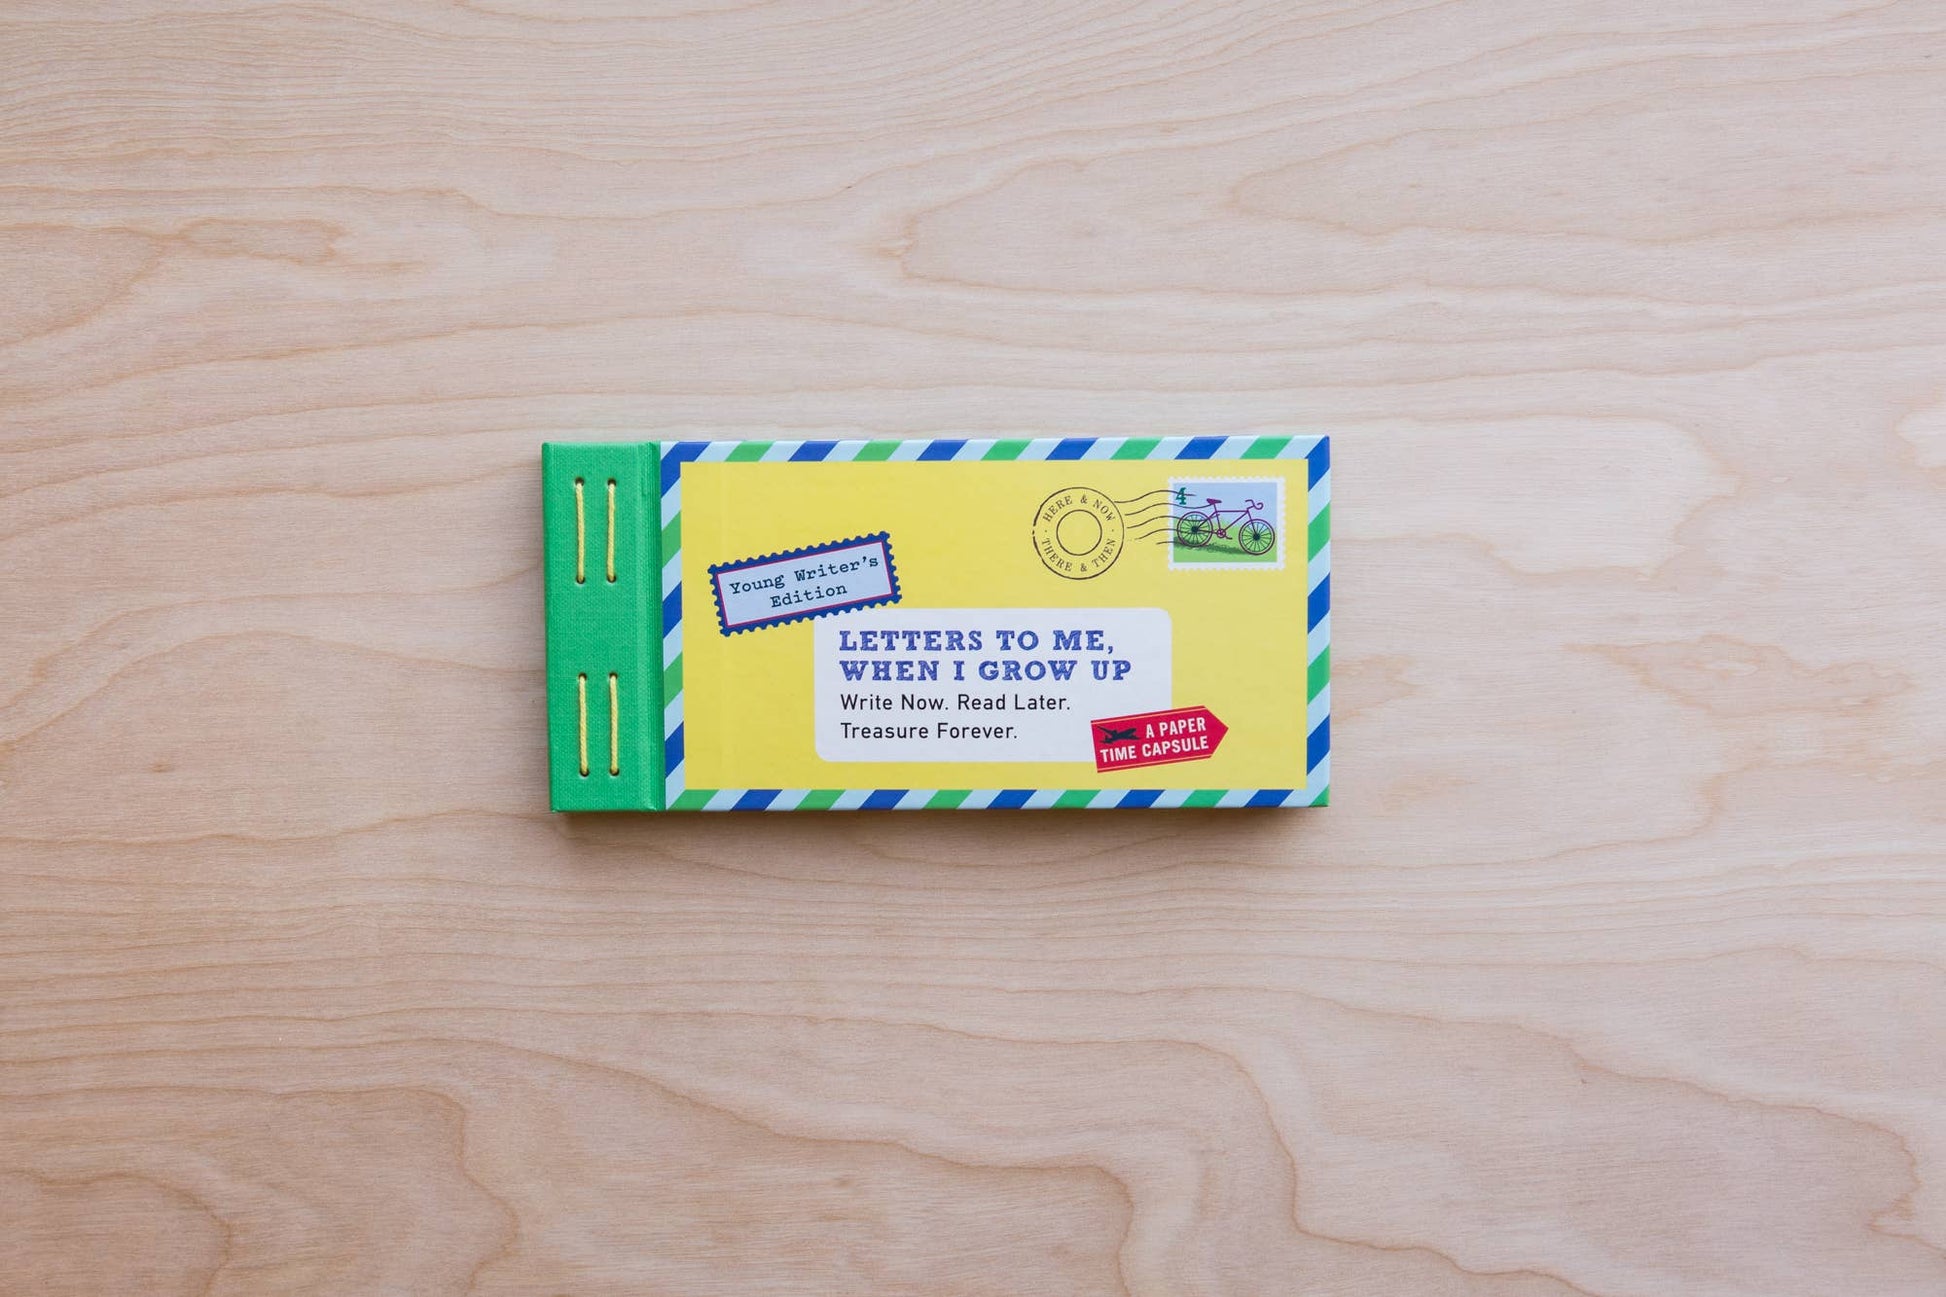 HERE & NOW
THERE & THEN
4
Young Writer's
Edition
LETTERS TO ME,
WHEN I GROW UP
Write Now. Read Later.
Treasure Forever.
A PAPER
TIME CAPSULE